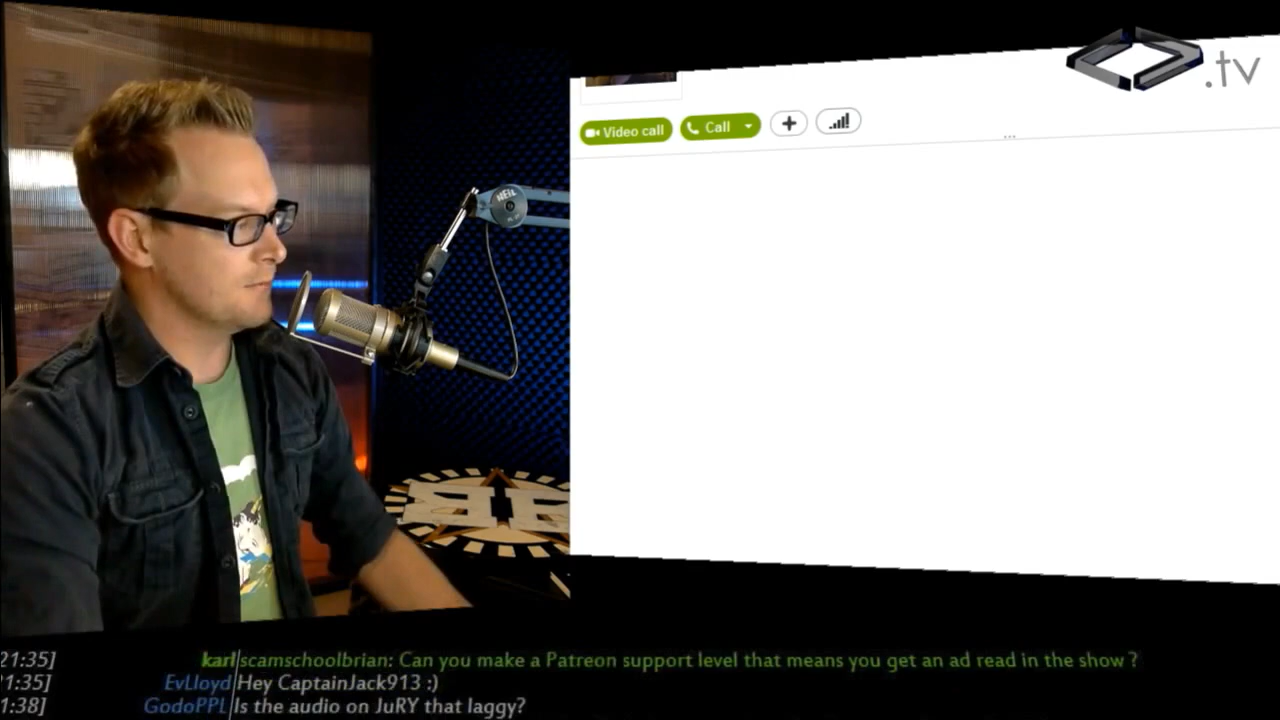 .tv
Video call
Call
HEIL
21:35] karl scamschoolbrian: Can you make a Patreon support level that means you get an ad read in the show ?
1:35] EvLloyd Hey CaptainJack913 :)
1:38] GodoPPL Is the audio on JuRY that laggy?